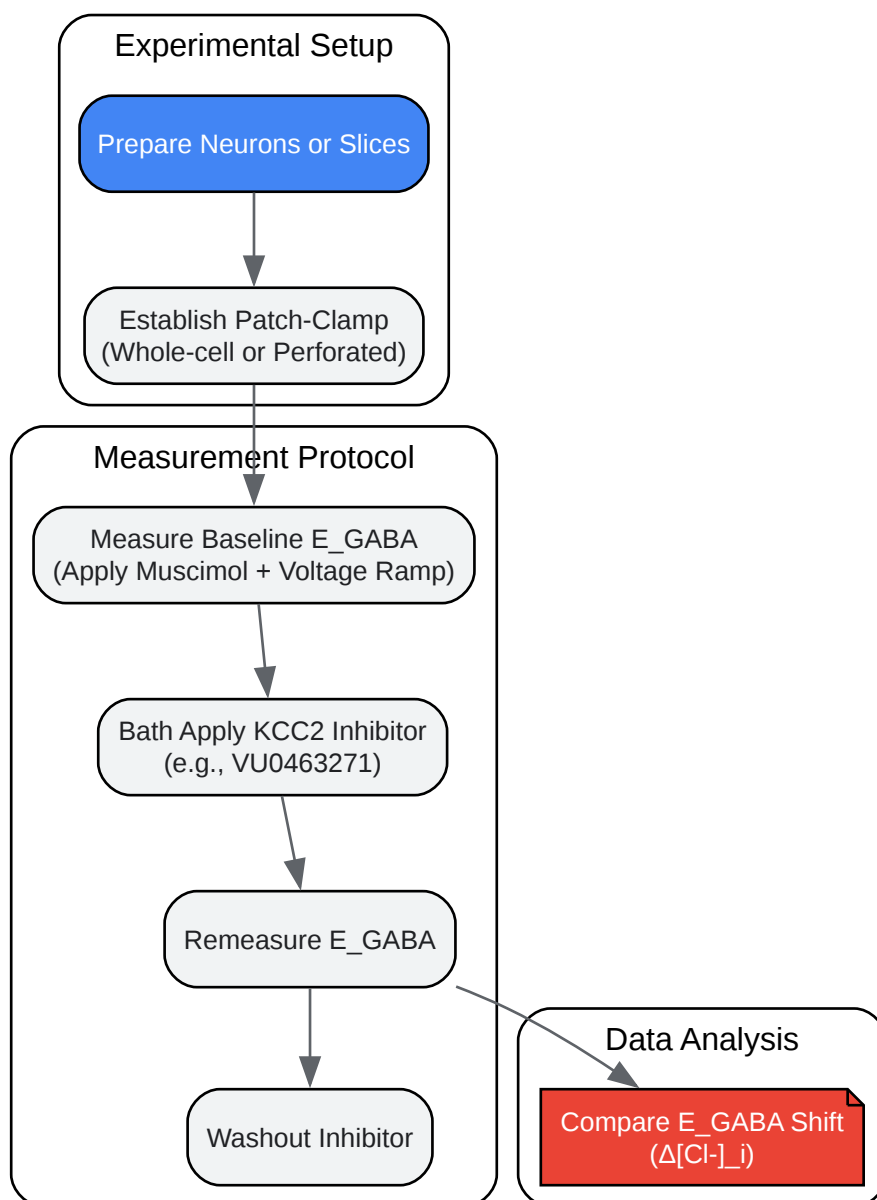 Experimental Setup
Prepare Neurons or Slices
Establish Patch-Clamp
(Whole-cell or Perforated)
Measurement Protocol
Measure Baseline E_GABA
(Apply Muscimol + Voltage Ramp)
Bath Apply KCC2 Inhibitor
(e.g., VU0463271)
Remeasure E_GABA
Washout Inhibitor
Data Analysis
Compare E_GABA Shift
(Δ[Cl-]_i)